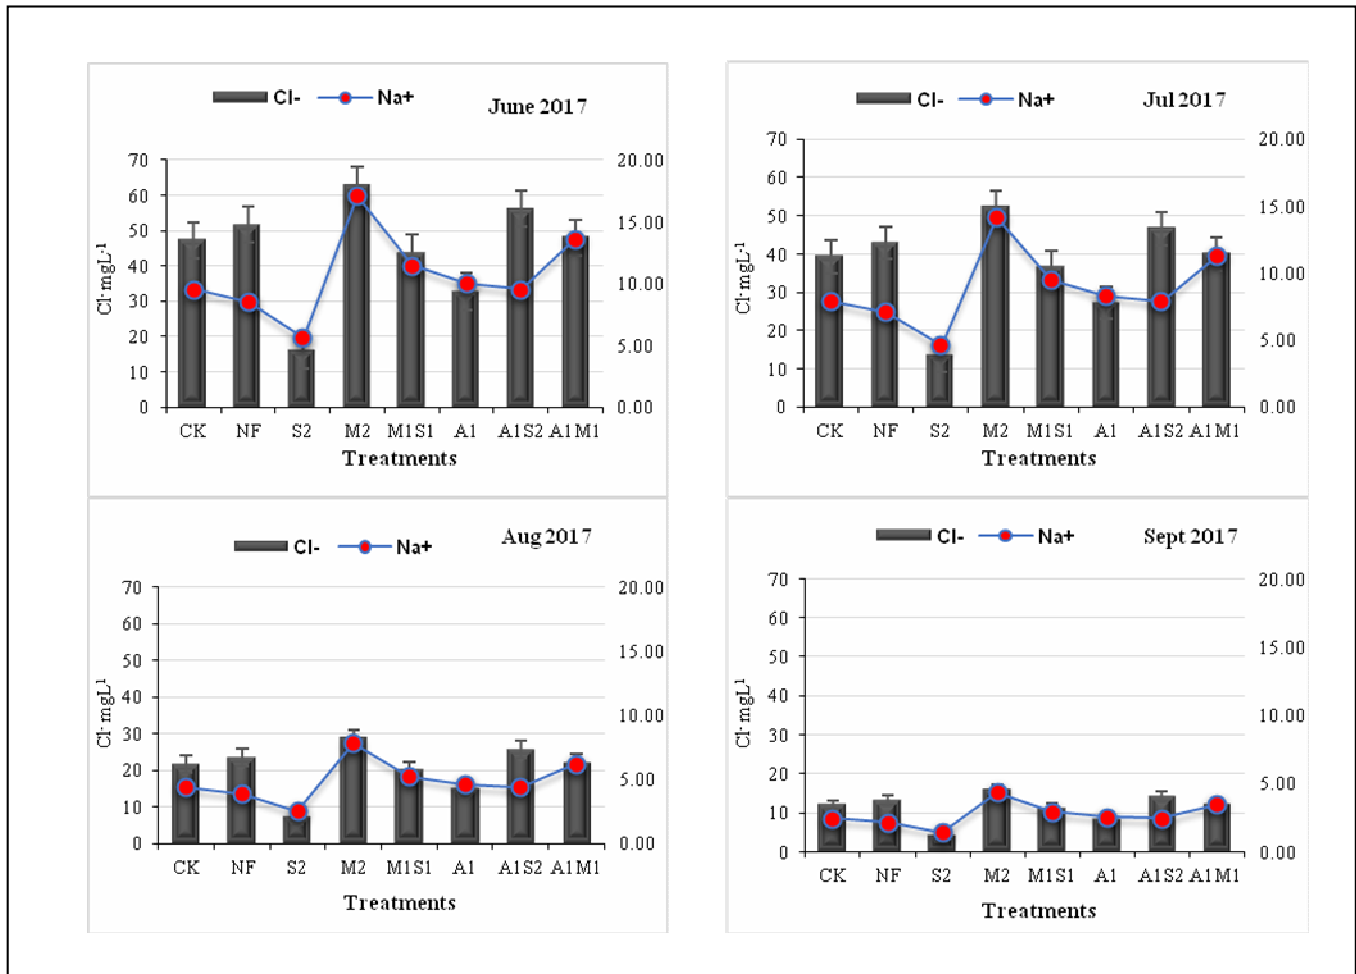 Cl- Na+ June 2017
70 20.00
60
50 15.00
40
30 10.00
20 5.00
10
0 0.00
Cl- mgL-1
CK NF S2 M2 M1S1 A1 A1S2 A1M1
Treatments
Cl- Na+ Jul 2017
70 20.00
60
50 15.00
40
30 10.00
20 5.00
10
0 0.00
Cl- mgL-1
CK NF S2 M2 M1S1 A1 A1S2 A1M1
Treatments
Cl- Na+ Aug 2017
70 20.00
60
50 15.00
40
30 10.00
20 5.00
10
0 0.00
Cl- mgL1
CK NF S2 M2 M1S1 A1 A1S2 A1M1
Treatments
Cl- Na+ Sept 2017
70 20.00
60
50 15.00
40
30 10.00
20 5.00
10
0 0.00
Cl- mgL1
CK NF S2 M2 M1S1 A1 A1S2 A1M1
Treatments